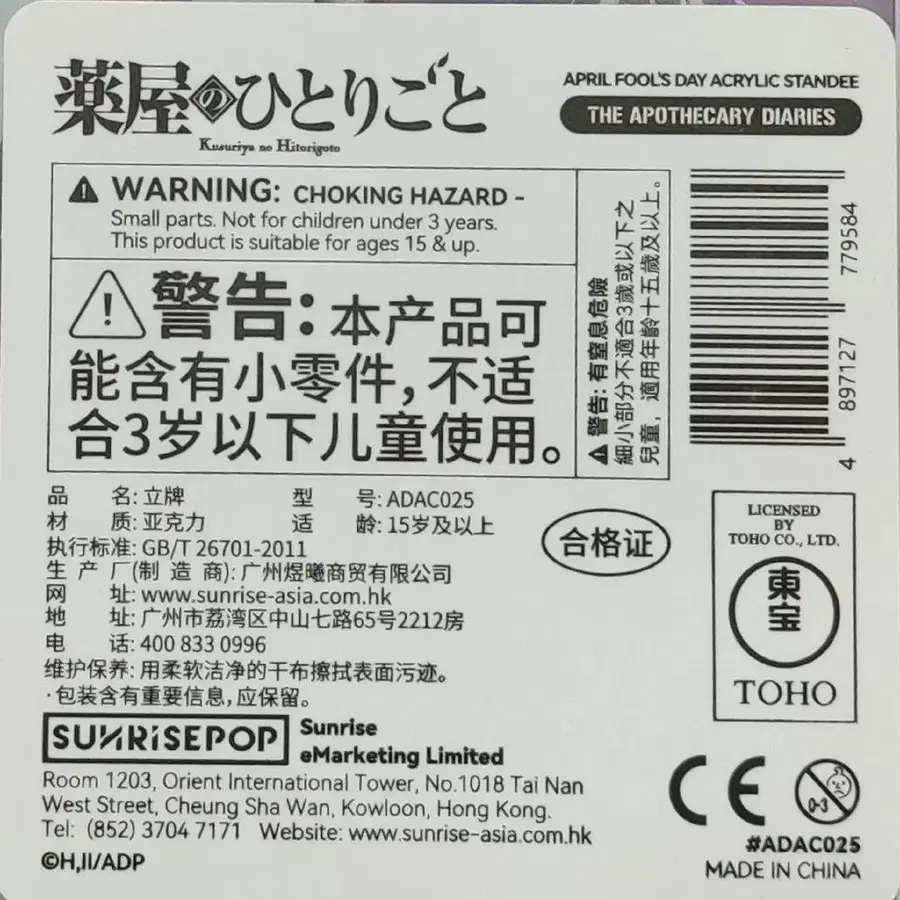 薬屋のひとりごと
Kusuriya no Hitorigoto
APRIL FOOL'S DAY ACRYLIC STANDEE
THE APOTHECARY DIARIES
WARNING: CHOKING HAZARD -
Small parts. Not for children under 3 years.
This product is suitable for ages 15 & up.
警告：本产品可
能含有小零件，不适
合3岁以下儿童使用。
警告：有窒息危險
細小部分不適合3歲或以下之
兒童，適用年齡十五歲及以上。
4 897127 779584
品 名：立牌 型 号：ADAC025
材 质：亚克力 适 龄：15岁及以上
执行标准：GB/T 26701-2011
生 产 厂(制 造 商)：广州煜曦商贸有限公司
网 址：www.sunrise-asia.com.hk
地 址：广州市荔湾区中山七路65号2212房
电 话：400 833 0996
维护保养：用柔软洁净的干布擦拭表面污迹。
·包装含有重要信息，应保留。
合格证
LICENSED
BY
TOHO CO., LTD.
東宝
TOHO
SUNRiSEPOP
Sunrise
eMarketing Limited
Room 1203, Orient International Tower, No.1018 Tai Nan
West Street, Cheung Sha Wan, Kowloon, Hong Kong.
Tel: (852) 3704 7171 Website: www.sunrise-asia.com.hk
©H,II/ADP
CE
0-3
#ADAC025
MADE IN CHINA